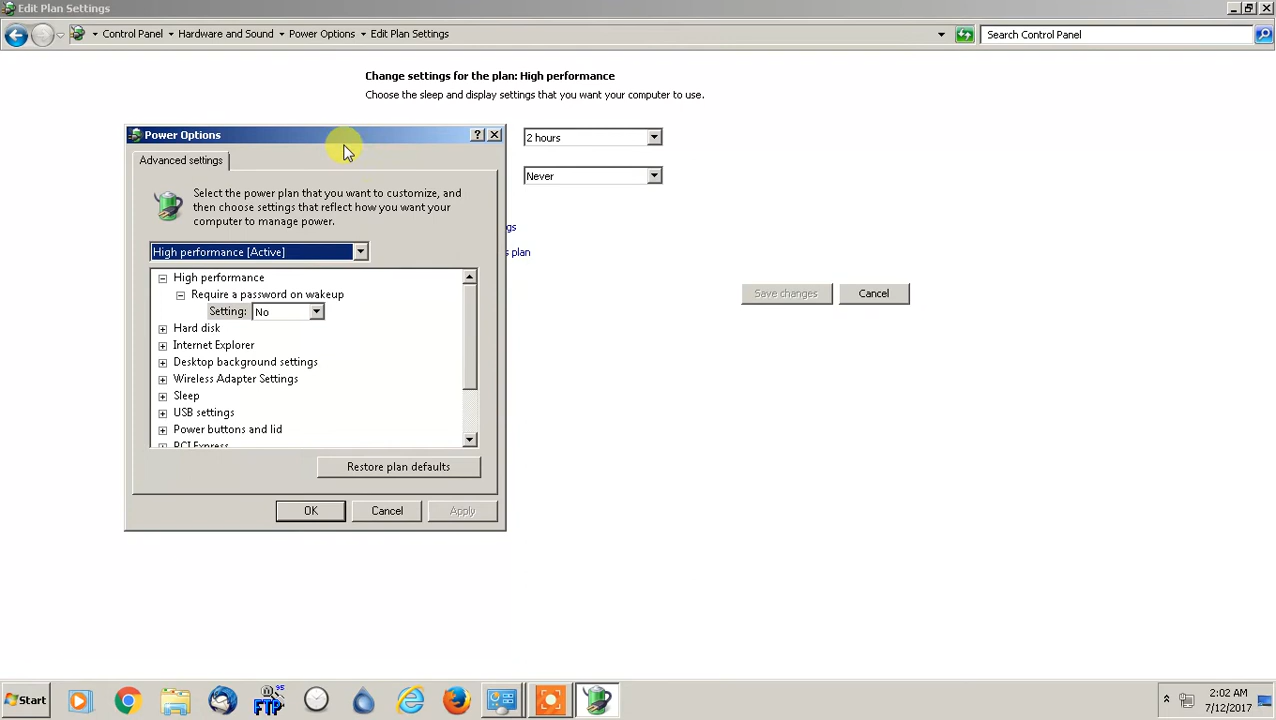 Edit Plan Settings
Control Panel
Hardware and Sound
Power Options
Edit Plan Settings
Search Control Panel
Change settings for the plan: High performance
Choose the sleep and display settings that you want your computer to use.
Power Options
2 hours
Advanced settings
Never
Select the power plan that you want to customize, and
then choose settings that reflect how you want your
computer to manage power.
gs
High performance [Active]
s plan
High performance
Require a password on wakeup
Setting: No
Save changes
Cancel
Hard disk
Internet Explorer
Desktop background settings
Wireless Adapter Settings
Sleep
USB settings
Power buttons and lid
PCI Express
Restore plan defaults
OK
Cancel
Apply
Start
FTP
2:02 AM
7/12/2017